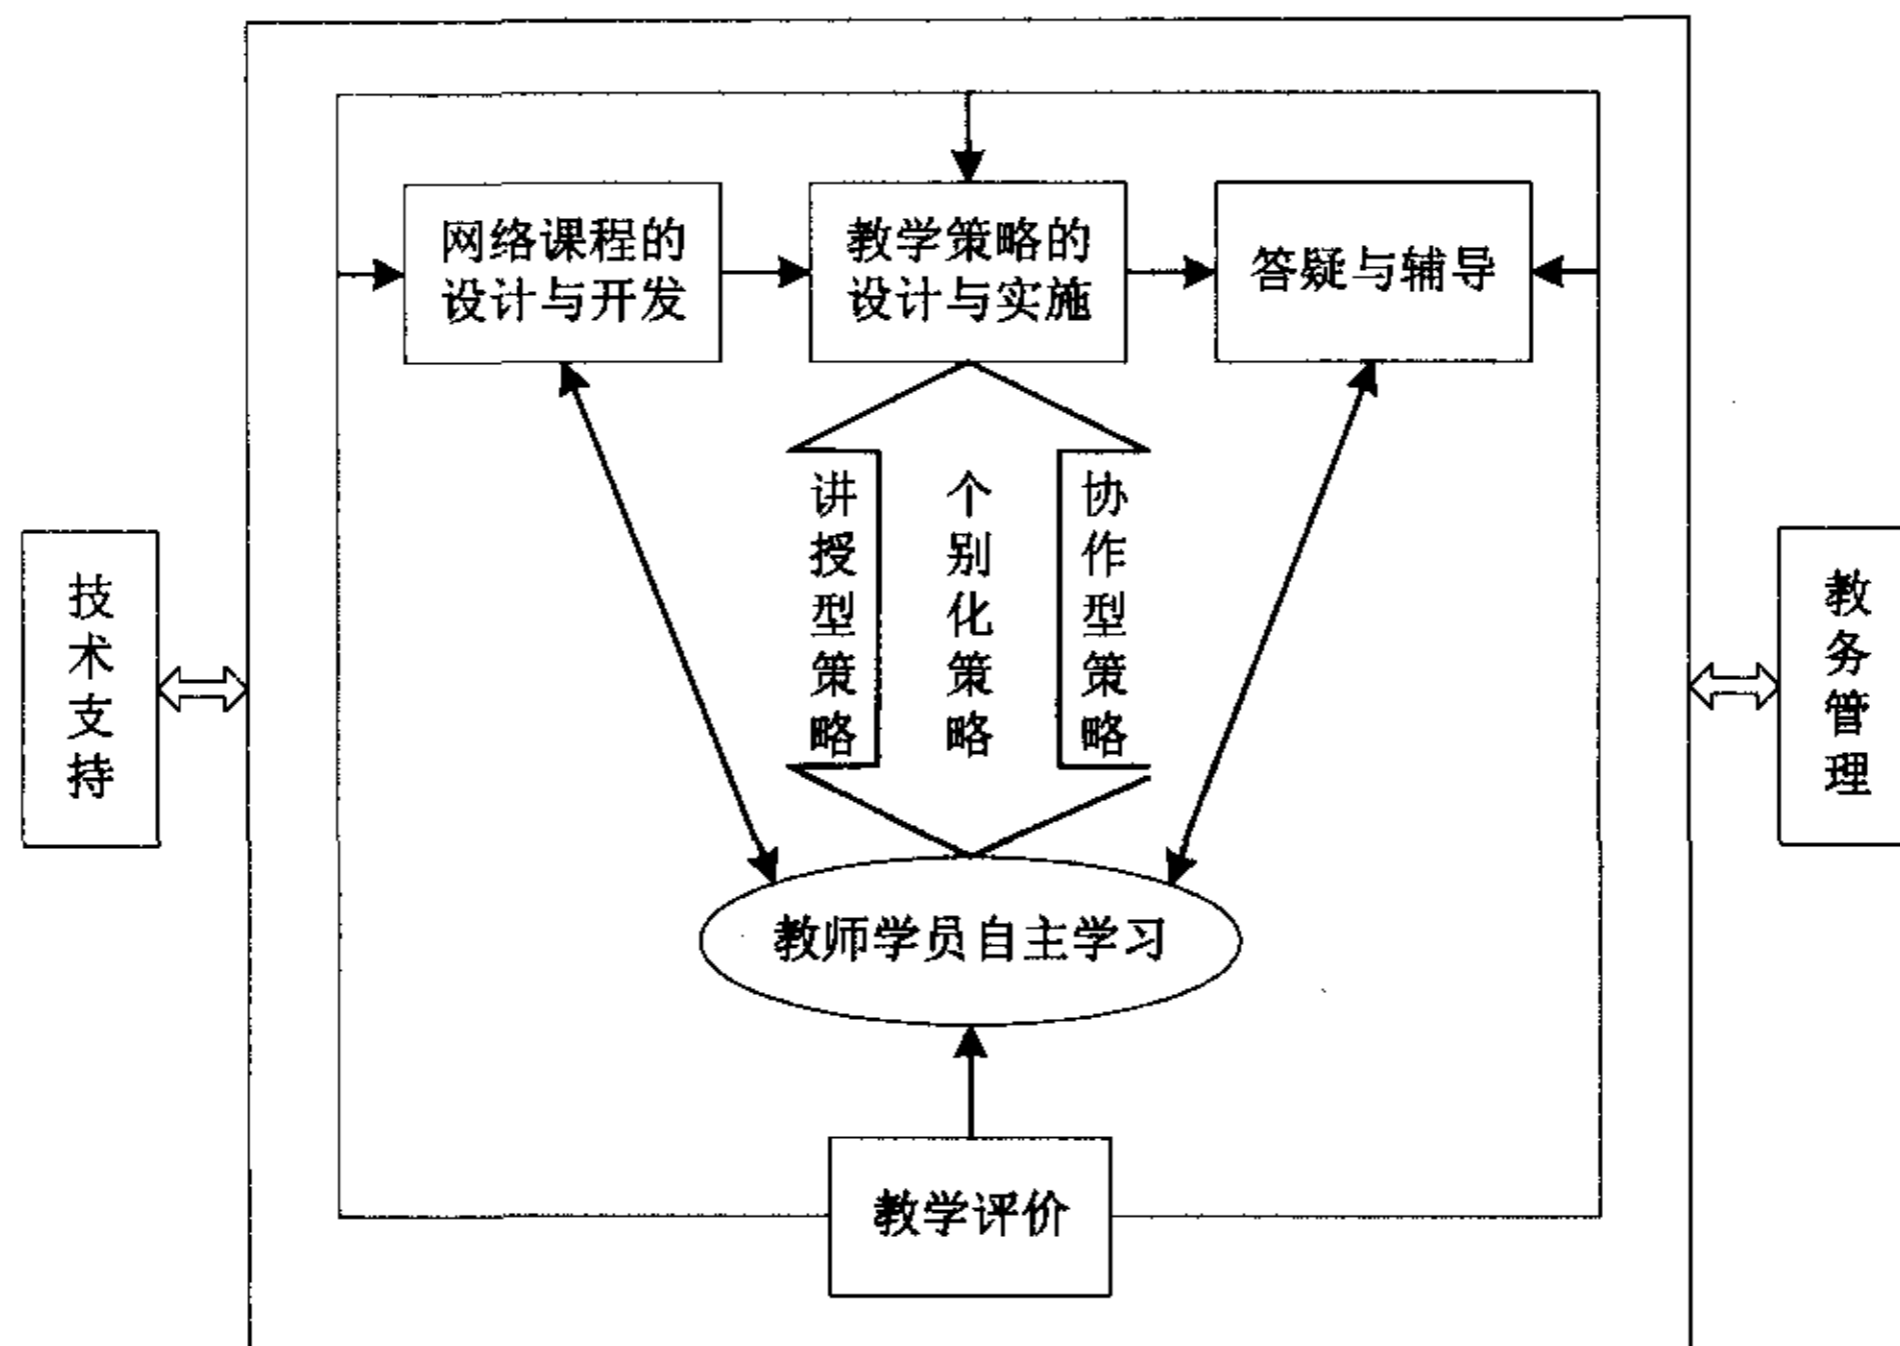 网络课程的
设计与开发
教学策略的
设计与实施
答疑与辅导
讲授型策略
个别化策略
协作型策略
技术支持
教务管理
教师学员自主学习
教学评价